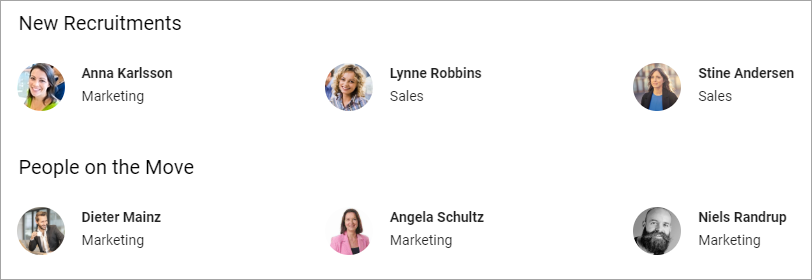 New Recruitments
Anna Karlsson
Marketing
Lynne Robbins
Sales
Stine Andersen
Sales
People on the Move
Dieter Mainz
Marketing
Angela Schultz
Marketing
Niels Randrup
Marketing